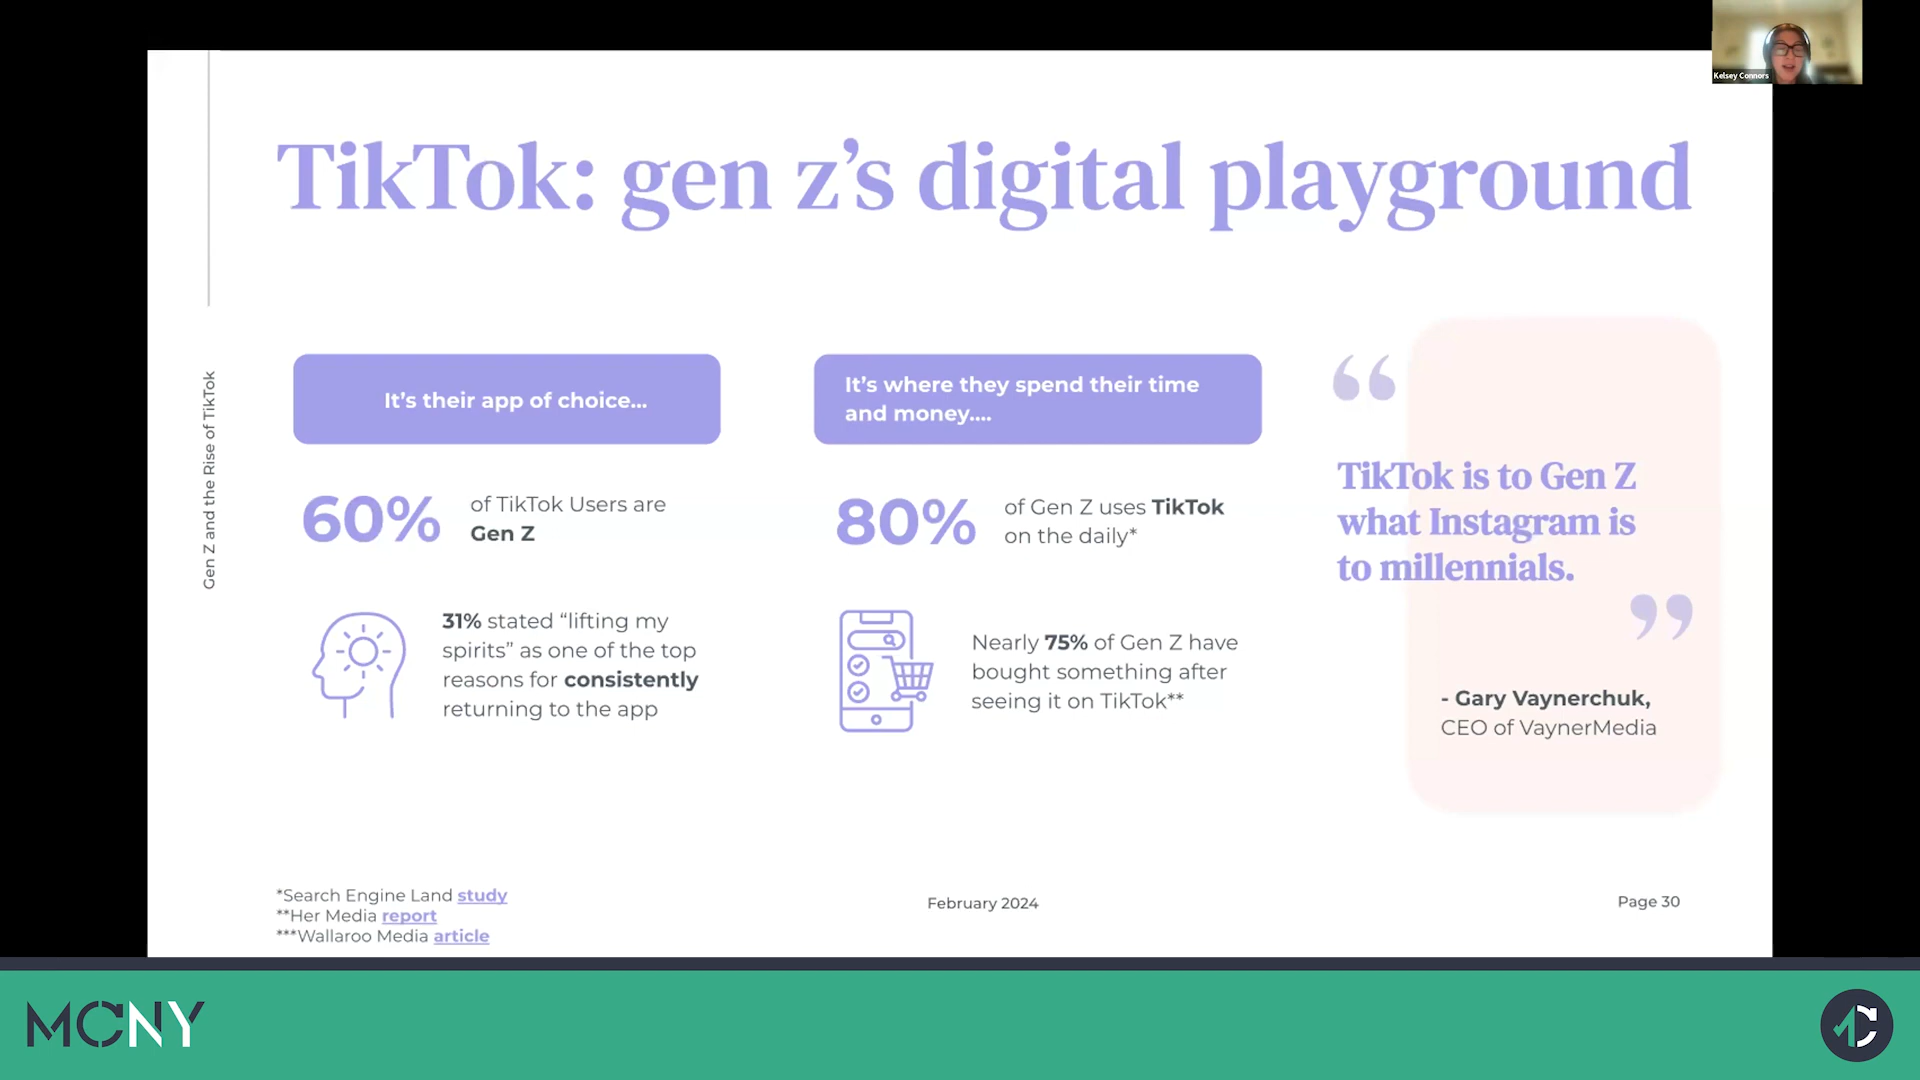 Kelsey Connors
TikTok: gen z’s digital playground
Gen Z and the Rise of TikTok
It’s their app of choice...
60%
of TikTok Users are
Gen Z
31% stated “lifting my
spirits” as one of the top
reasons for consistently
returning to the app
It’s where they spend their time
and money....
80%
of Gen Z uses TikTok
on the daily*
Nearly 75% of Gen Z have
bought something after
seeing it on TikTok**
“
TikTok is to Gen Z
what Instagram is
to millennials.
”
- Gary Vaynerchuk,
CEO of VaynerMedia
*Search Engine Land study
**Her Media report
***Wallaroo Media article
February 2024
Page 30
MCNY